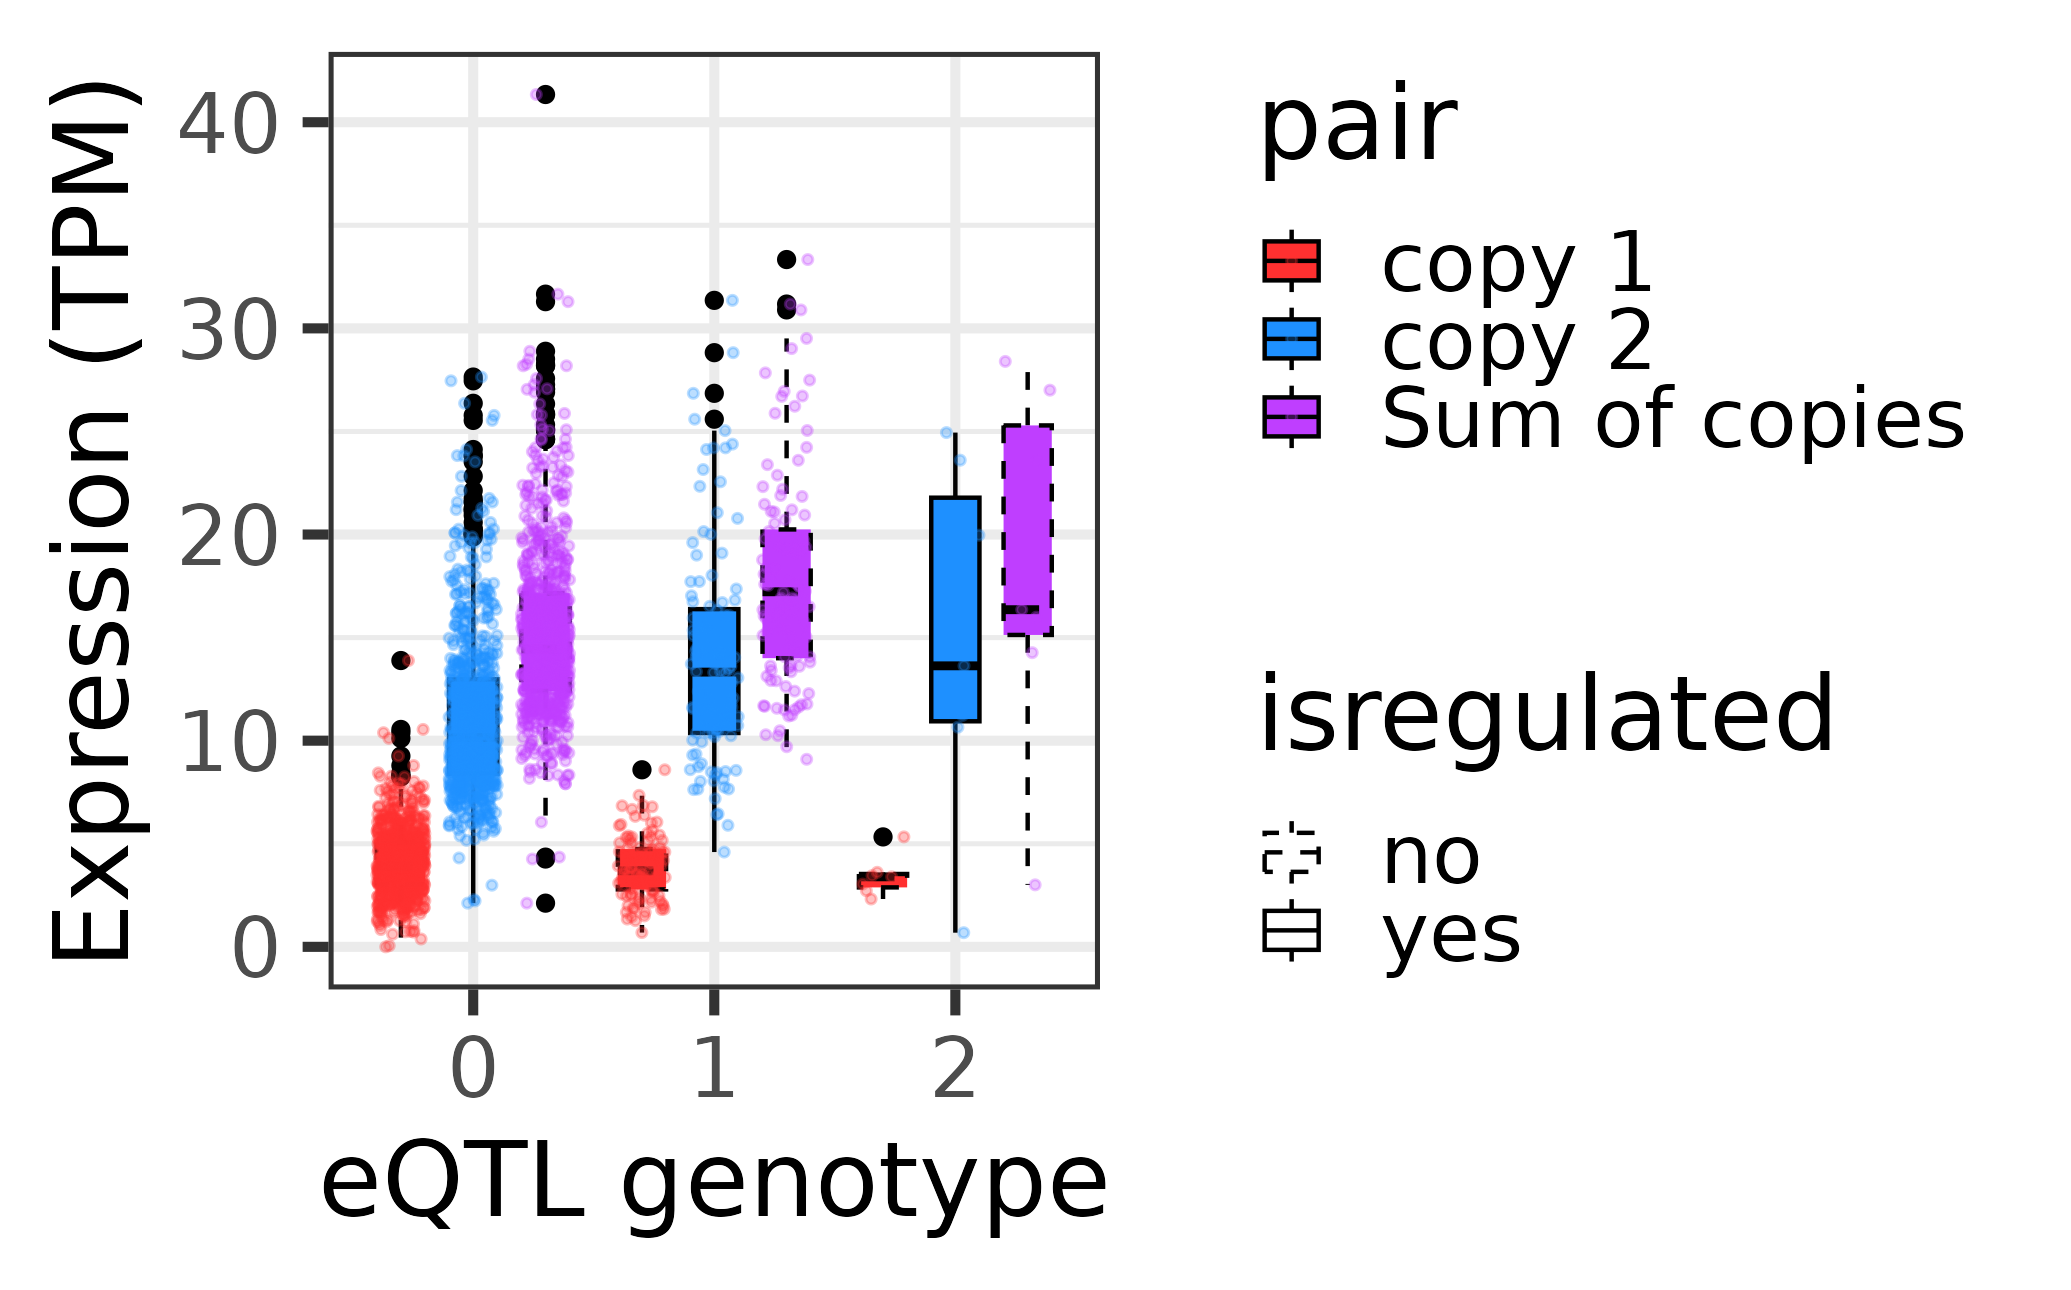 Expression (TPM)
40
30
20
10
0
0 1 2
eQTL genotype
pair
copy 1
copy 2
Sum of copies
isregulated
no
yes